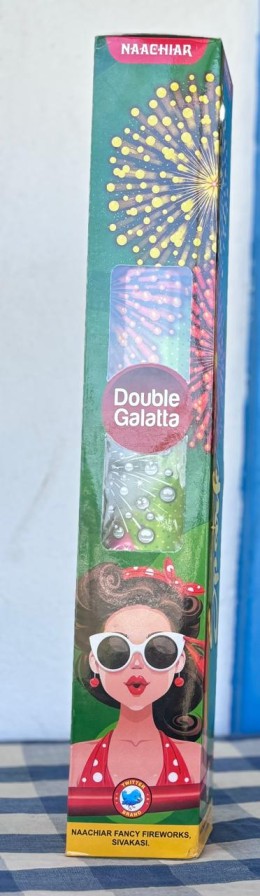 NAACHIAR
Double
Galatta
TWITTER
BRAND
NAACHIAR FANCY FIREWORKS,
SIVAKASI.